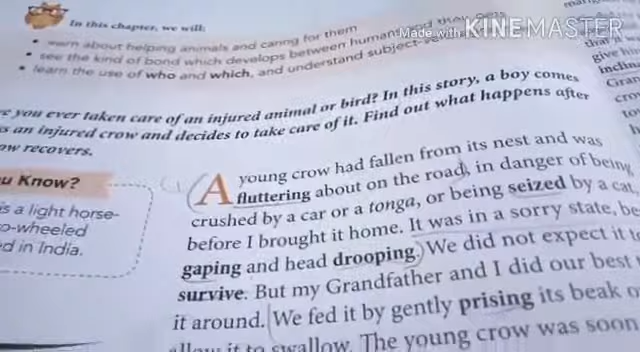 In this chapter, we will:
• learn about helping animals and caring for them
• see the kind of bond which develops between humans and
• learn the use of who and which, and understand subject-
Made with KINEMASTER
you ever taken care of an injured animal or bird? In this story, a boy comes
an injured crow and decides to take care of it. Find out what happens after
recovers.
Know?
is a light horse-
wheeled
in India.
A young crow had fallen from its nest and was
fluttering about on the road, in danger of being
crushed by a car or a tonga, or being seized by a cat
before I brought it home. It was in a sorry state,
gaping and head drooping. We did not expect it
survive. But my Grandfather and I did our best
it around. We fed it by gently prising its beak
allow it to swallow. The young crow was soon
that
give